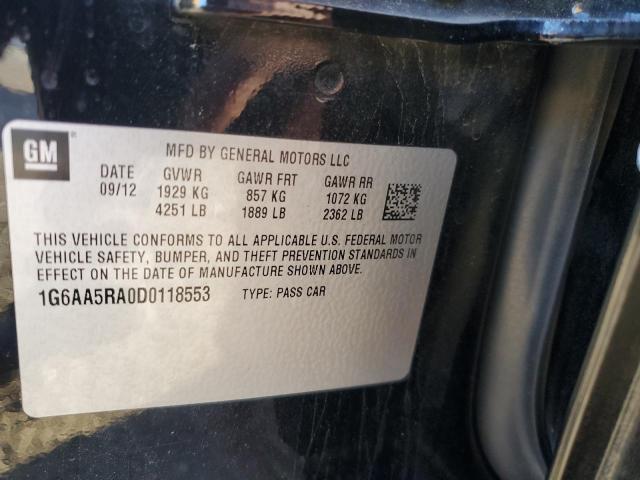 GM
MFD BY GENERAL MOTORS LLC
DATE GVWR GAWR FRT GAWR RR
09/12 1929 KG 857 KG 1072 KG
4251 LB 1889 LB 2362 LB
THIS VEHICLE CONFORMS TO ALL APPLICABLE U.S. FEDERAL MOTOR
VEHICLE SAFETY, BUMPER, AND THEFT PREVENTION STANDARDS IN
EFFECT ON THE DATE OF MANUFACTURE SHOWN ABOVE.
1G6AA5RA0D0118553 TYPE: PASS CAR